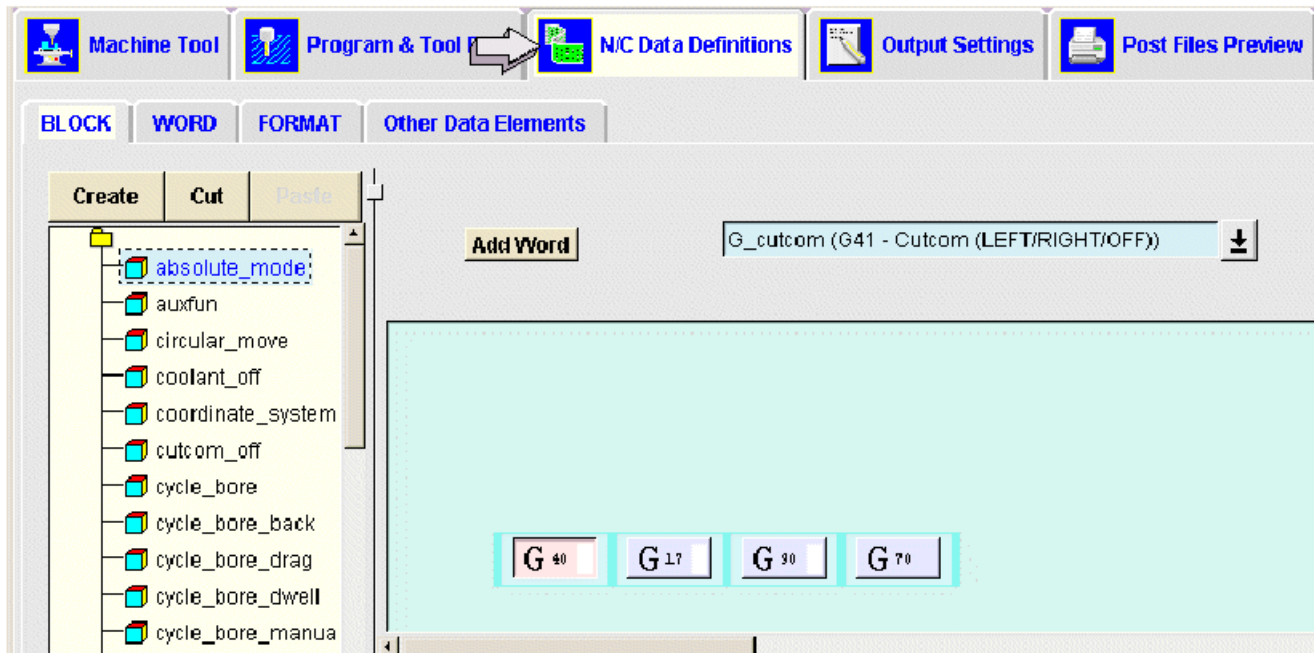 Machine Tool Program & Tool N/C Data Definitions Output Settings Post Files Preview
BLOCK WORD FORMAT Other Data Elements
Create Cut Paste
Add Word G_cutcom (G41 - Cutcom (LEFT/RIGHT/OFF))
absolute_mode
auxfun
circular_move
coolant_off
coordinate_system
cutcom_off
cycle_bore
cycle_bore_back
cycle_bore_drag
cycle_bore_dwell
cycle_bore_manua
G 40 G 17 G 90 G 70